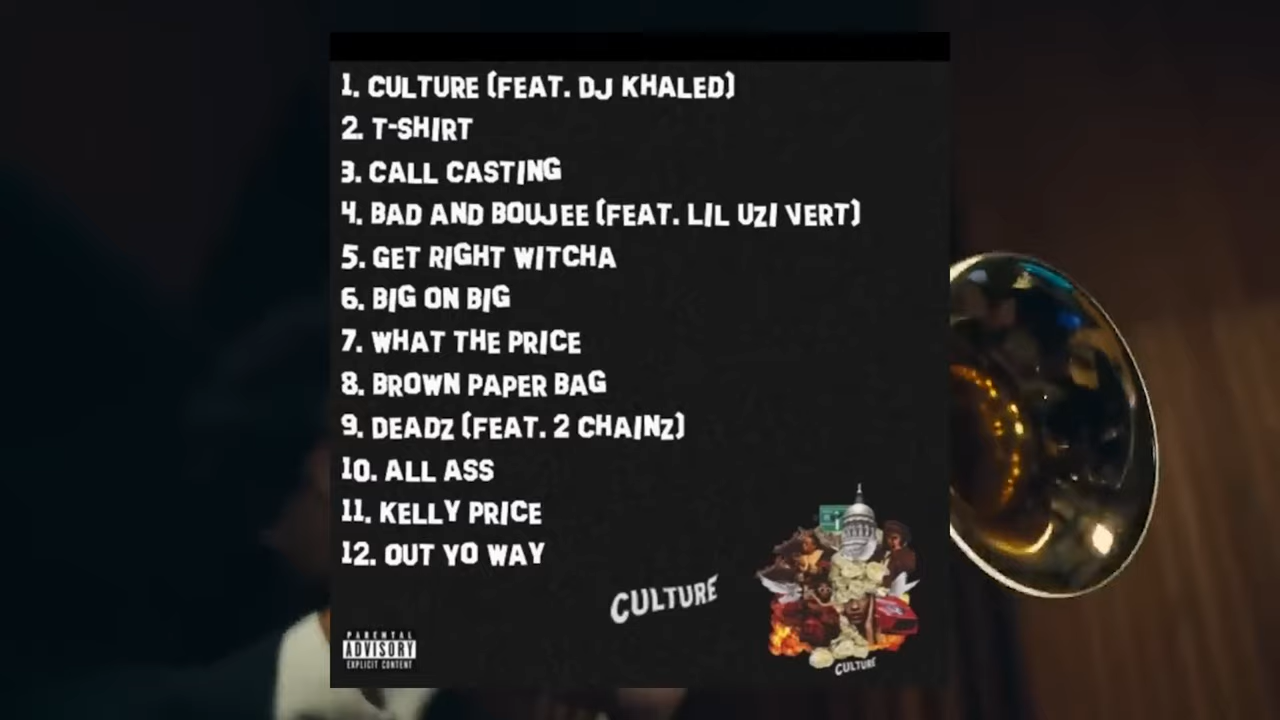 1. CULTURE (FEAT. DJ KHALED)
2. T-SHIRT
3. CALL CASTING
4. BAD AND BOUJEE (FEAT. LIL UZI VERT)
5. GET RIGHT WITCHA
6. BIG ON BIG
7. WHAT THE PRICE
8. BROWN PAPER BAG
9. DEADZ (FEAT. 2 CHAINZ)
10. ALL ASS
11. KELLY PRICE
12. OUT YO WAY
CULTURE
PARENTAL
ADVISORY
EXPLICIT CONTENT
CULTURE